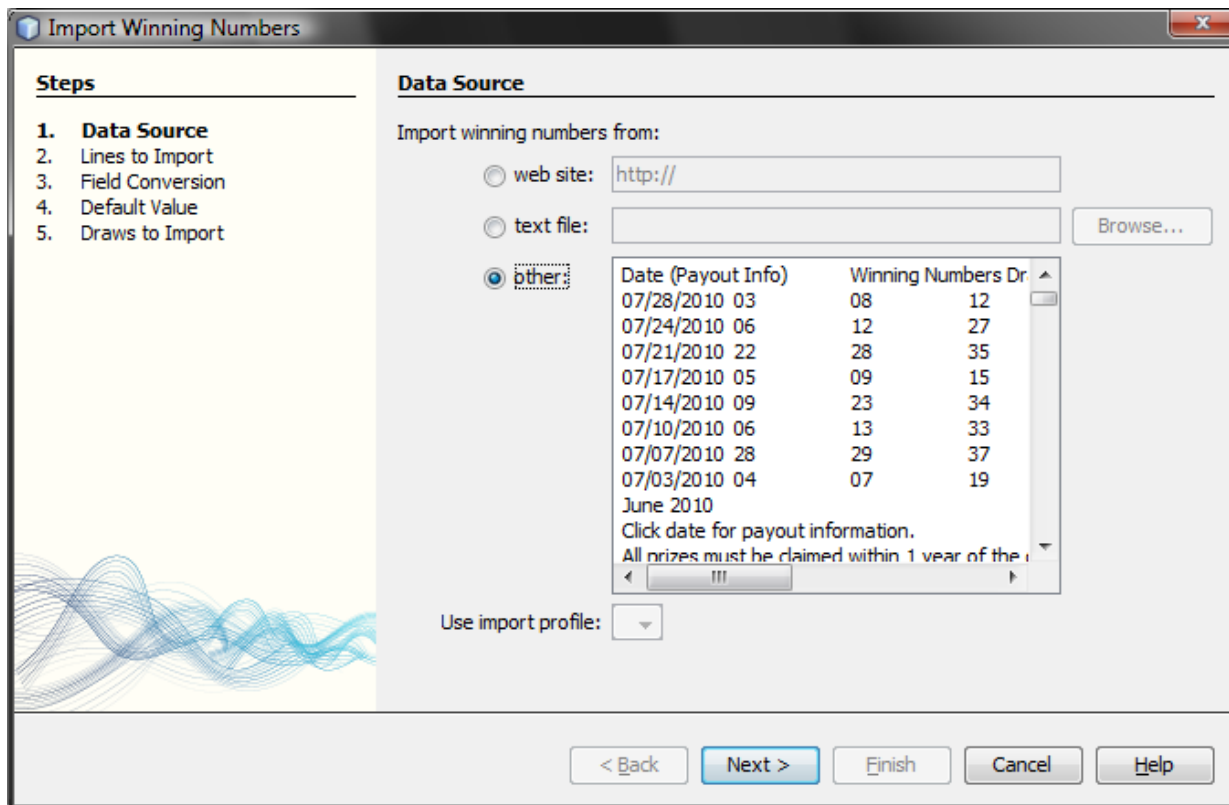 Import Winning Numbers
Steps
1. Data Source
2. Lines to Import
3. Field Conversion
4. Default Value
5. Draws to Import
Data Source
Import winning numbers from:
web site: http://
text file: Browse...
other:
Date (Payout Info) Winning Numbers Dr
07/28/2010 03 08 12
07/24/2010 06 12 27
07/21/2010 22 28 35
07/17/2010 05 09 15
07/14/2010 09 23 34
07/10/2010 06 13 33
07/07/2010 28 29 37
07/03/2010 04 07 19
June 2010
Click date for payout information.
All prizes must be claimed within 1 year of the
Use import profile:
< Back Next > Finish Cancel Help